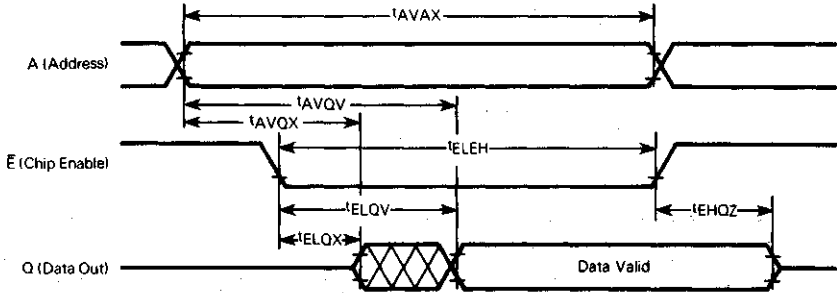 tAVAX
A (Address)
tAVQV
tAVQX
E̅ (Chip Enable)
tELEH
tELQV
tEHQZ
tELQX
Q (Data Out)
Data Valid